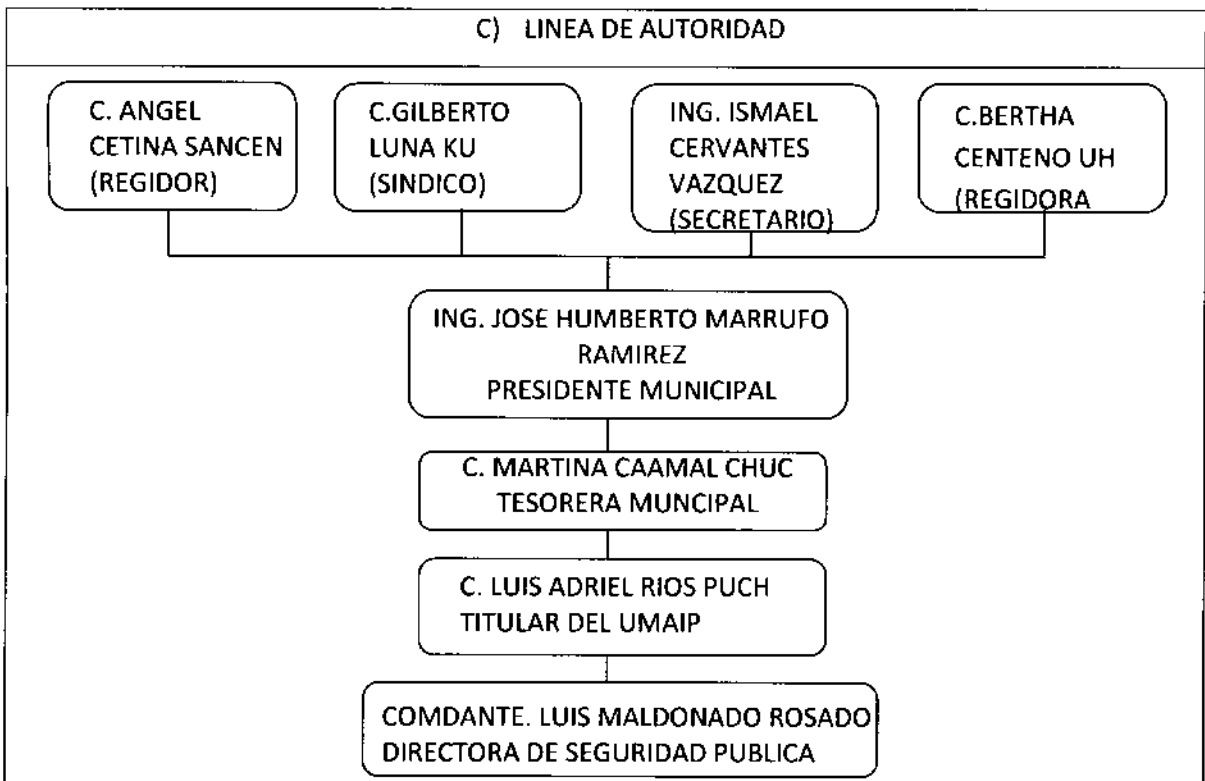 C) LINEA DE AUTORIDAD
C. ANGEL
CETINA SANCEN
(REGIDOR)
C.GILBERTO
LUNA KU
(SINDICO)
ING. ISMAEL
CERVANTES
VAZQUEZ
(SECRETARIO)
C.BERTHA
CENTENO UH
(REGIDORA
ING. JOSE HUMBERTO MARRUFO
RAMIREZ
PRESIDENTE MUNICIPAL
C. MARTINA CAAMAL CHUC
TESORERA MUNCIPAL
C. LUIS ADRIEL RIOS PUCH
TITULAR DEL UMAIP
COMDANTE. LUIS MALDONADO ROSADO
DIRECTORA DE SEGURIDAD PUBLICA